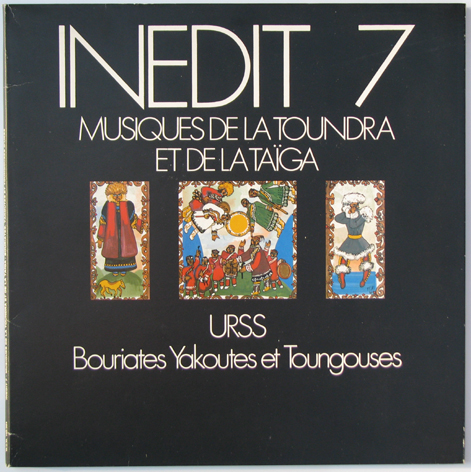 INEDIT 7
MUSIQUES DE LA TOUNDRA
ET DE LA TAÏGA
URSS
Bouriates Yakoutes et Toungouses